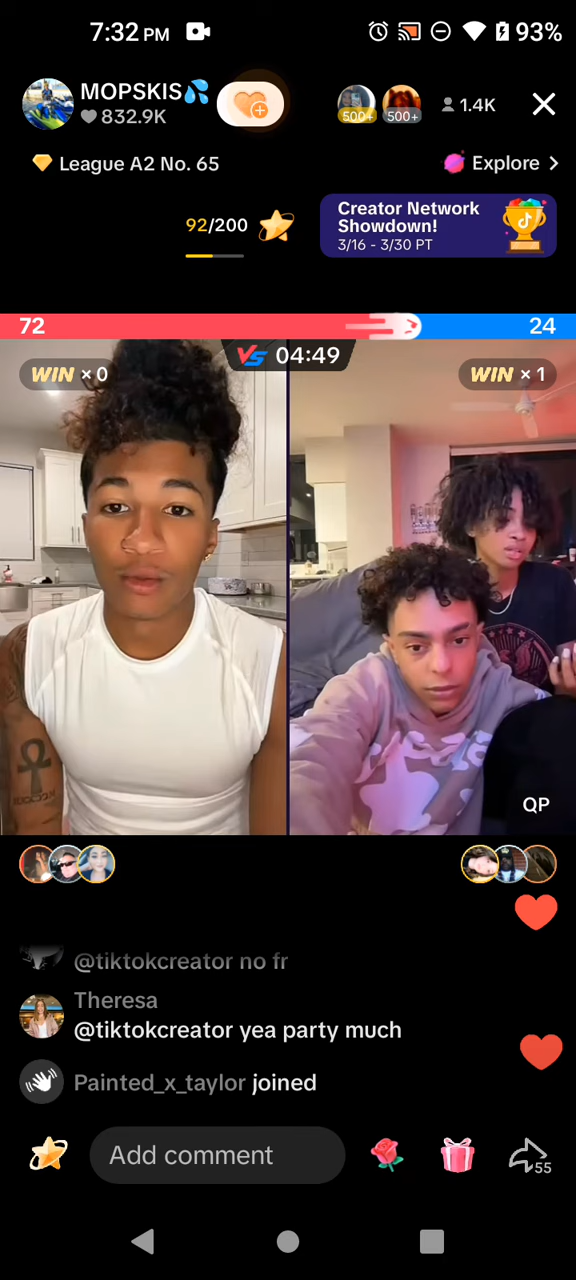 7:32 PM
93%
MOPSKIS💦
832.9K
500+
500+
1.4K
League A2 No. 65
Explore >
92/200
Creator Network
Showdown!
3/16 - 3/30 PT
72
24
VS 04:49
WIN × 0
WIN × 1
QP
@tiktokcreator no fr
Theresa
@tiktokcreator yea party much
Painted_x_taylor joined
Add comment
55